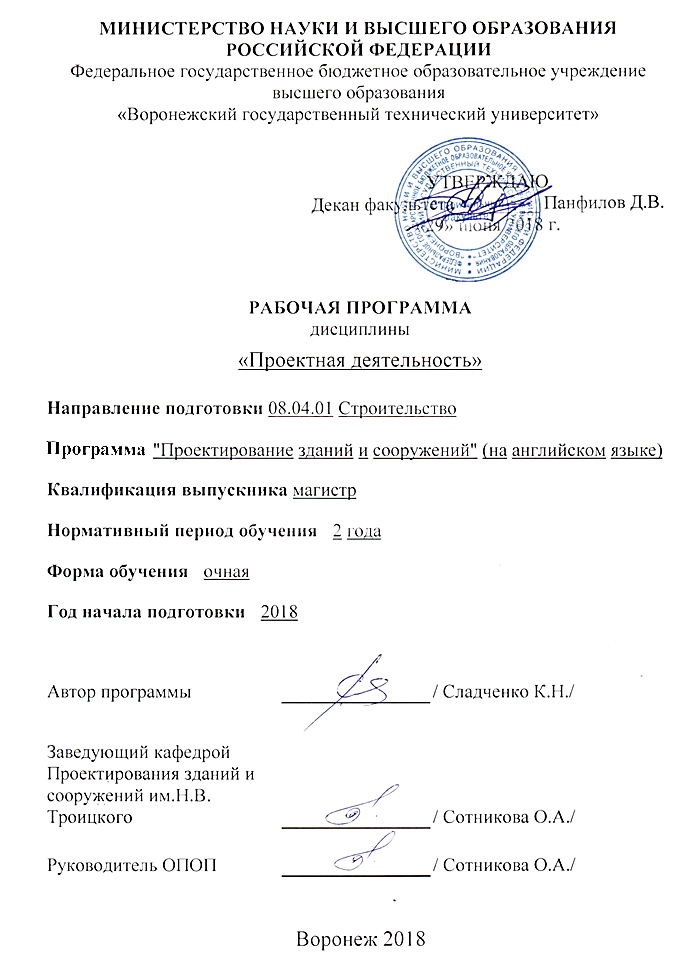 МИНИСТЕРСТВО НАУКИ И ВЫСШЕГО ОБРАЗОВАНИЯ
РОССИЙСКОЙ ФЕДЕРАЦИИ
Федеральное государственное бюджетное образовательное учреждение
высшего образования
«Воронежский государственный технический университет»
УТВЕРЖДАЮ
Декан факультета Панфилов Д.В.
«29» июня 2018 г.
РАБОЧАЯ ПРОГРАММА
дисциплины
«Проектная деятельность»
Направление подготовки 08.04.01 Строительство
Программа "Проектирование зданий и сооружений" (на английском языке)
Квалификация выпускника магистр
Нормативный период обучения 2 года
Форма обучения очная
Год начала подготовки 2018
Автор программы / Сладченко К.Н./
Заведующий кафедрой
Проектирования зданий и
сооружений им.Н.В.
Троицкого / Сотникова О.А./
Руководитель ОПОП / Сотникова О.А./
Воронеж 2018